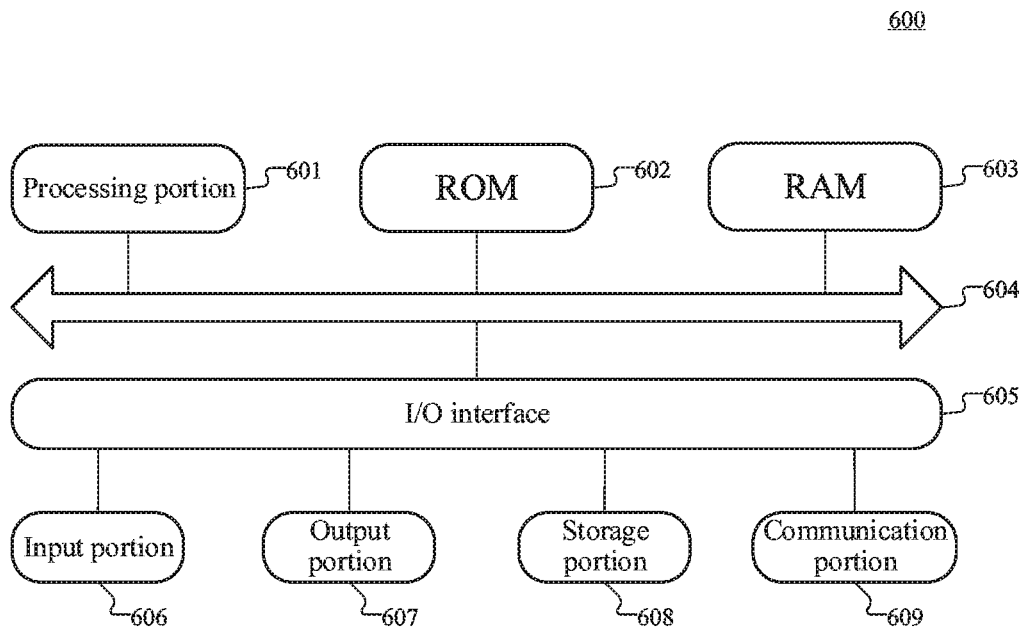 600
Processing portion
601
ROM
602
RAM
603
604
I/O interface
605
Input portion
Output
portion
Storage
portion
Communication
portion
606
607
608
609